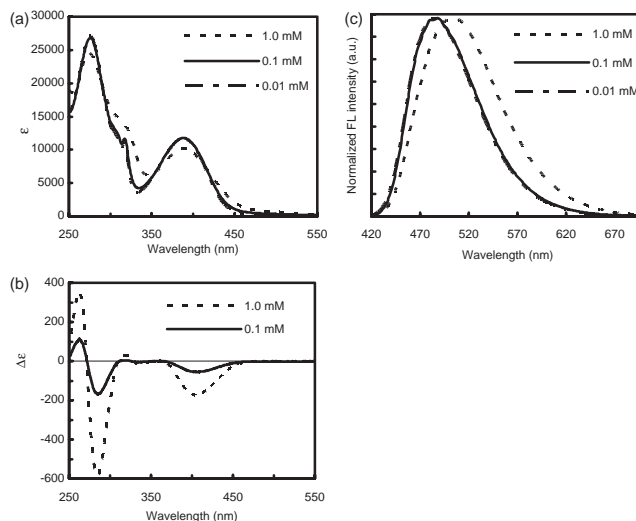 (a)
30000
25000
20000
15000
10000
5000
0
ε
1.0 mM
0.1 mM
0.01 mM
250 350 450 550
Wavelength (nm)
(c)
Normalized FL intensity (a.u.)
1.0 mM
0.1 mM
0.01 mM
420 470 520 570 620 670
Wavelength (nm)
(b)
400
200
0
-200
-400
-600
Δε
1.0 mM
0.1 mM
250 350 450 550
Wavelength (nm)